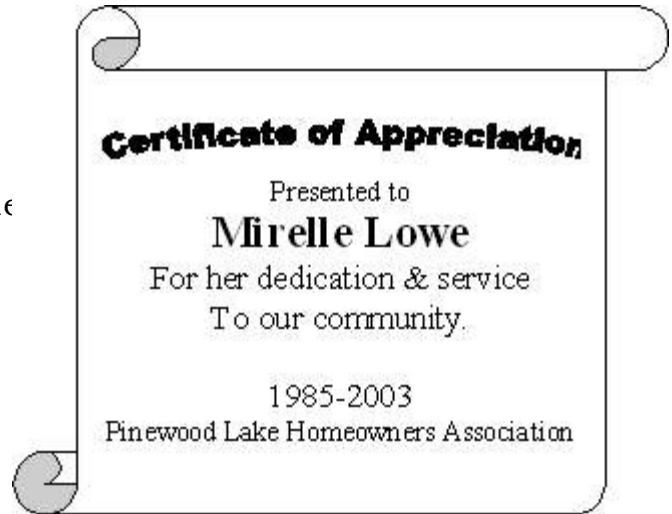 Certificate of Appreciation
Presented to
Mirelle Lowe
For her dedication & service
To our community.
1985-2003
Pinewood Lake Homeowners Association